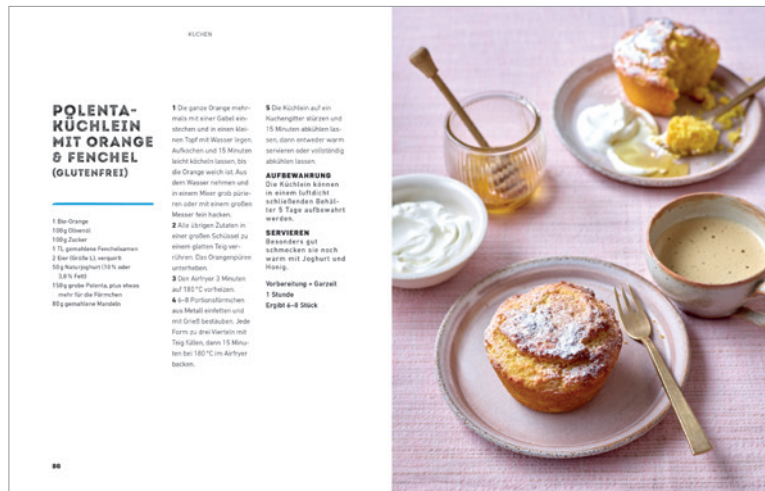 KUCHEN
POLENTA-
KÜCHLEIN
MIT ORANGE
& FENCHEL
(GLUTENFREI)
1 Bio-Orange
100 g Olivenöl
100 g Zucker
1 TL gemahlene Fenchelsamen
2 Eier (Größe L), verquirlt
50 g Naturjoghurt (10 % oder
3,8 % Fett)
150 g grobe Polenta, plus etwas
mehr für die Förmchen
80 g gemahlene Mandeln
1 Die ganze Orange mehr-
mals mit einer Gabel ein-
stechen und in einen klei-
nen Topf mit Wasser legen.
Aufkochen und 15 Minuten
leicht köcheln lassen, bis
die Orange weich ist. Aus
dem Wasser nehmen und
in einem Mixer grob pürie-
ren oder mit einem großen
Messer fein hacken.
2 Alle übrigen Zutaten in
einer großen Schüssel zu
einem glatten Teig ver-
rühren. Das Orangenpüree
unterheben.
3 Den Airfryer 3 Minuten
auf 180 °C vorheizen.
4 6–8 Portionsförmchen
aus Metall einfetten und
mit Grieß bestäuben. Jede
Form zu drei Vierteln mit
Teig füllen, dann 15 Minu-
ten bei 180 °C im Airfryer
backen.
5 Die Küchlein auf ein
Kuchengitter stürzen und
15 Minuten abkühlen las-
sen, dann entweder warm
servieren oder vollständig
abkühlen lassen.
AUFBEWAHRUNG
Die Küchlein können
in einem luftdicht
schließenden Behäl-
ter 5 Tage aufbewahrt
werden.
SERVIEREN
Besonders gut
schmecken sie noch
warm mit Joghurt und
Honig.
Vorbereitung + Garzeit
1 Stunde
Ergibt 6–8 Stück